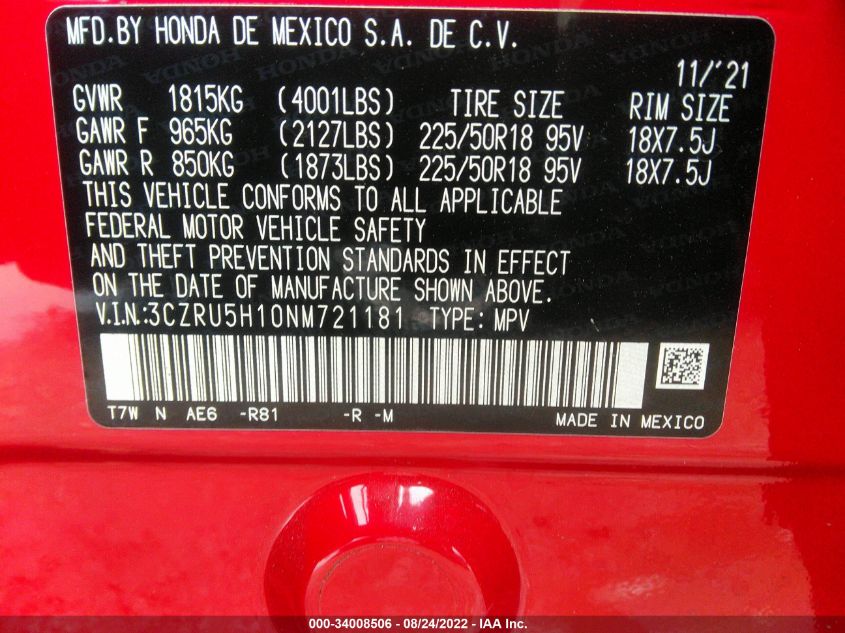 MFD.BY HONDA DE MEXICO S.A. DE C.V.
11/'21
GVWR 1815KG (4001LBS) TIRE SIZE RIM SIZE
GAWR F 965KG (2127LBS) 225/50R18 95V 18X7.5J
GAWR R 850KG (1873LBS) 225/50R18 95V 18X7.5J
THIS VEHICLE CONFORMS TO ALL APPLICABLE
FEDERAL MOTOR VEHICLE SAFETY
AND THEFT PREVENTION STANDARDS IN EFFECT
ON THE DATE OF MANUFACTURE SHOWN ABOVE.
V.I.N.:3CZRU5H10NM721181 TYPE: MPV
T7W N AE6 -R81 -R -M MADE IN MEXICO
000-34008506 - 08/24/2022 - IAA Inc.